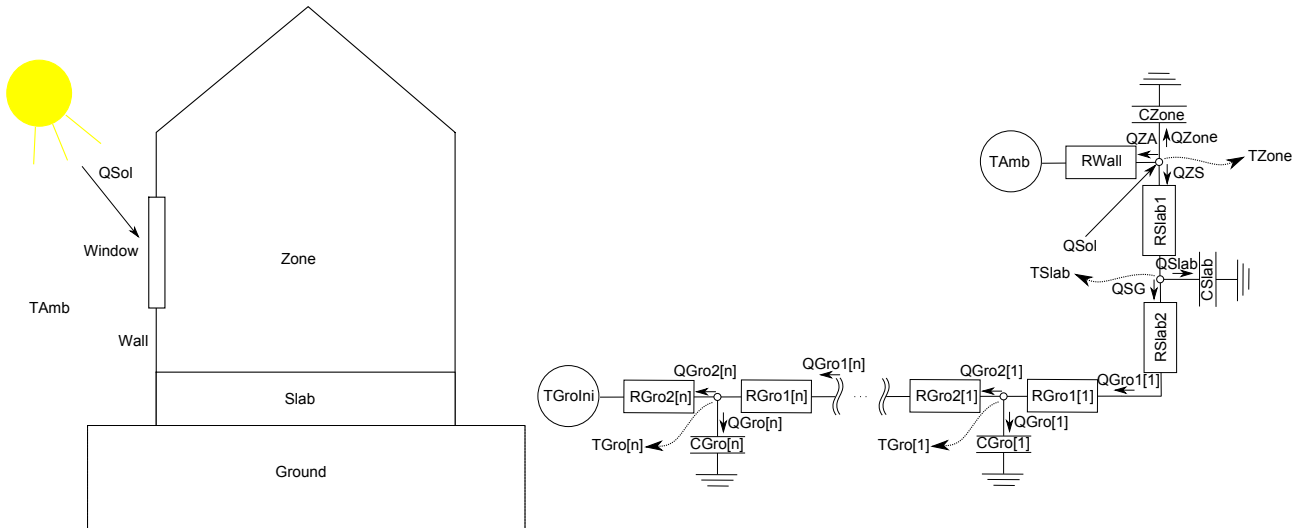 QSol
Window
TAmb
Wall
Zone
Slab
Ground
CZone
QZA
QZone
TAmb
RWall
TZone
QZS
RSlab1
QSol
QSlab
TSlab
CSlab
QSG
RSlab2
QGro1[n]
QGro2[n]
QGro2[1]
QGro1[1]
TGroIni
RGro2[n]
RGro1[n]
...
RGro2[1]
RGro1[1]
QGro[n]
QGro[1]
TGro[n]
CGro[n]
TGro[1]
CGro[1]